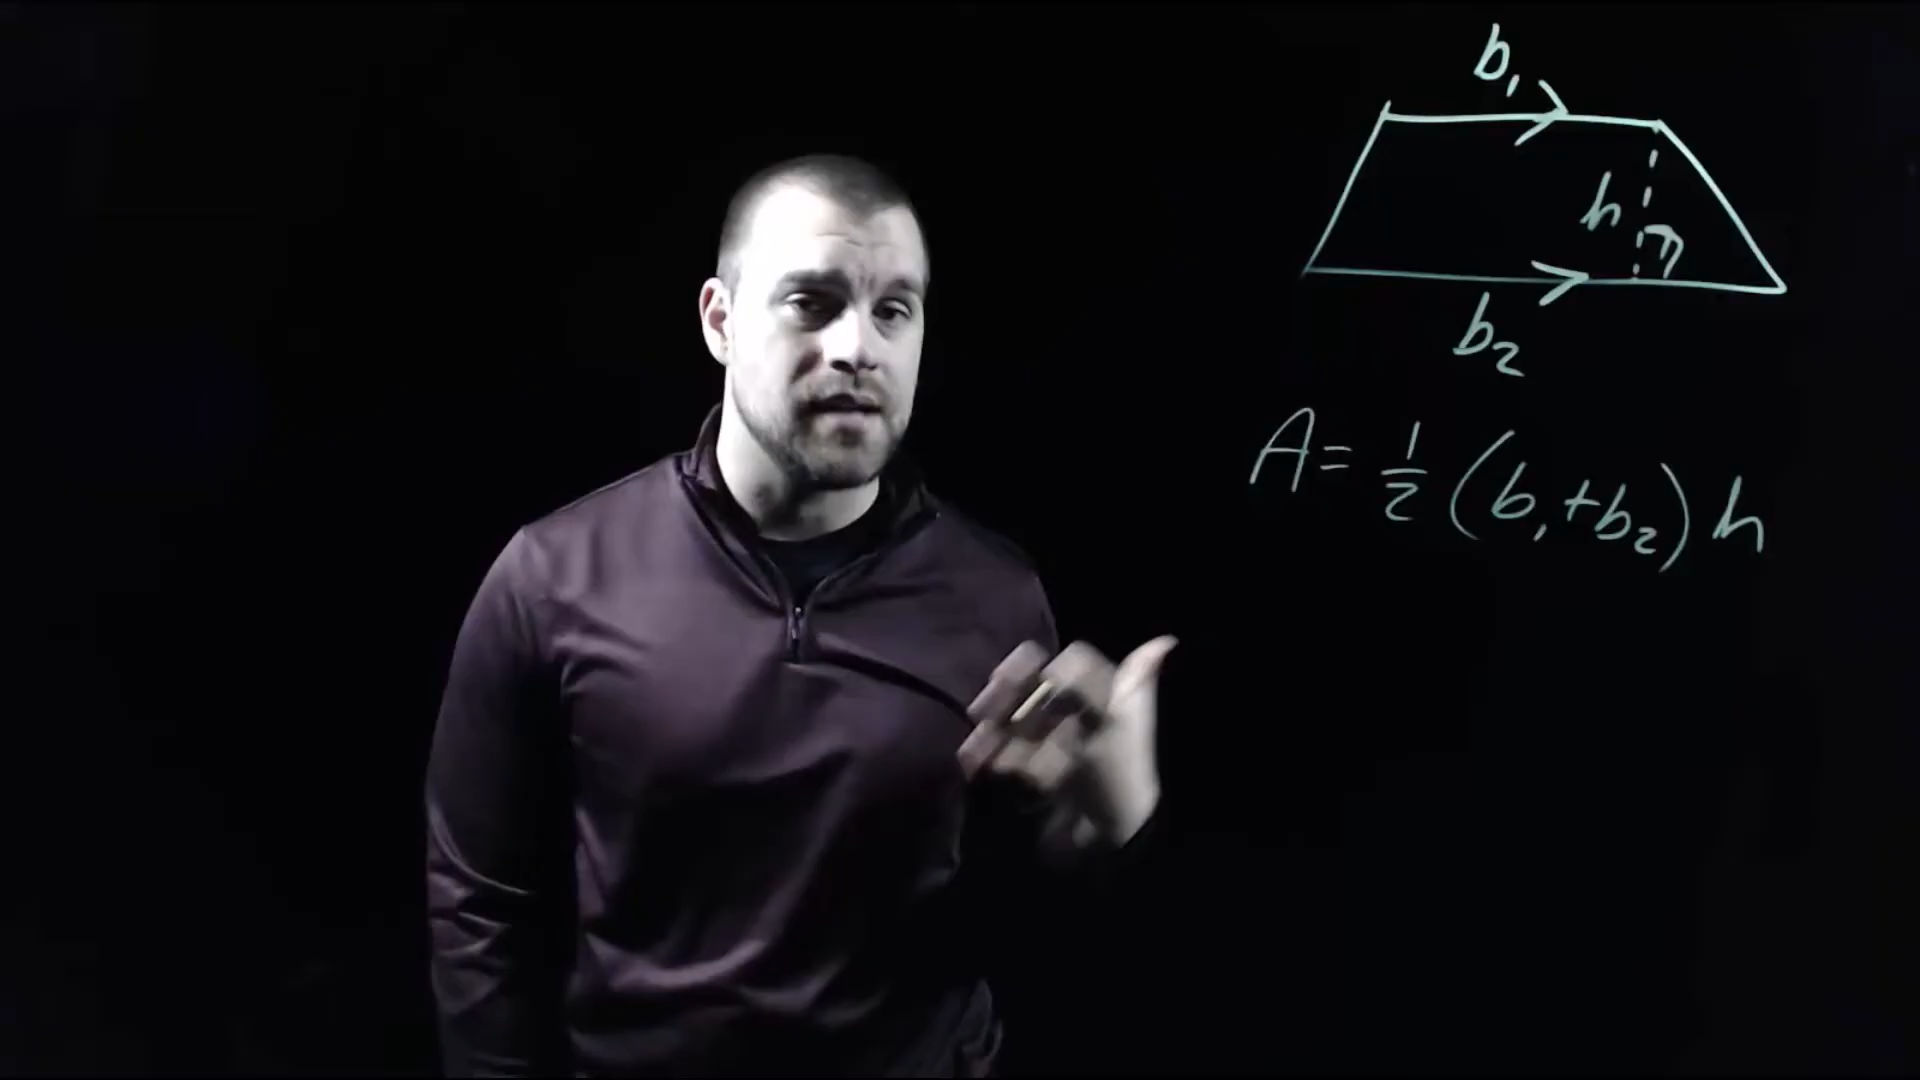 b₁
h
b₂
A = 1/2 (b₁+b₂) h